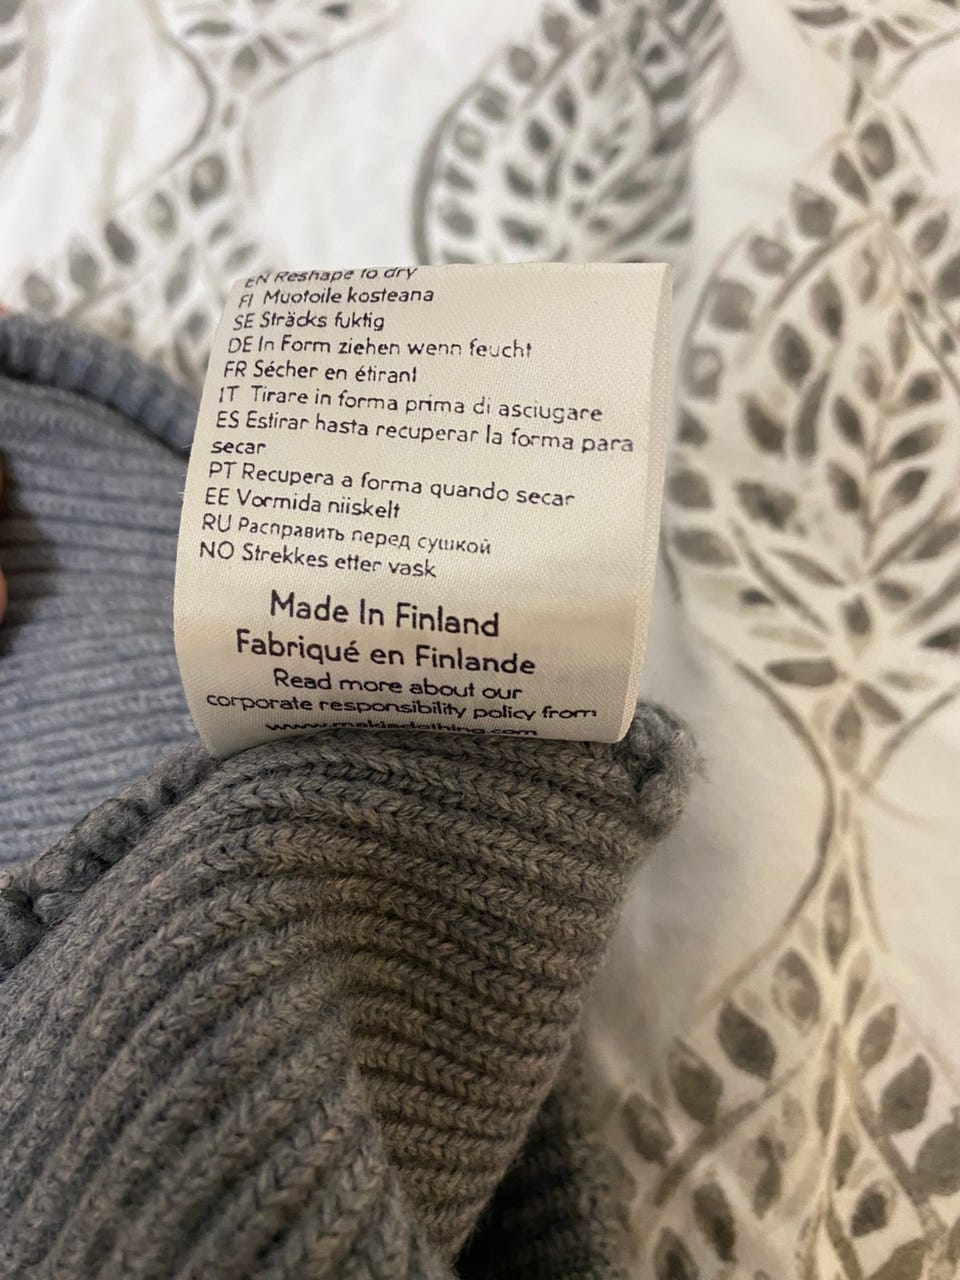 EN Reshape to dry
FI Muotoile kosteana
SE Sträcks fuktig
DE In Form ziehen wenn feucht
FR Sécher en étirant
IT Tirare in forma prima di asciugare
ES Estirar hasta recuperar la forma para
secar
PT Recupera a forma quando secar
EE Vormida niiskelt
RU Расправить перед сушкой
NO Strekkes etter vask
Made In Finland
Fabriqué en Finlande
Read more about our
corporate responsibility policy from
www.makiaclothing.com